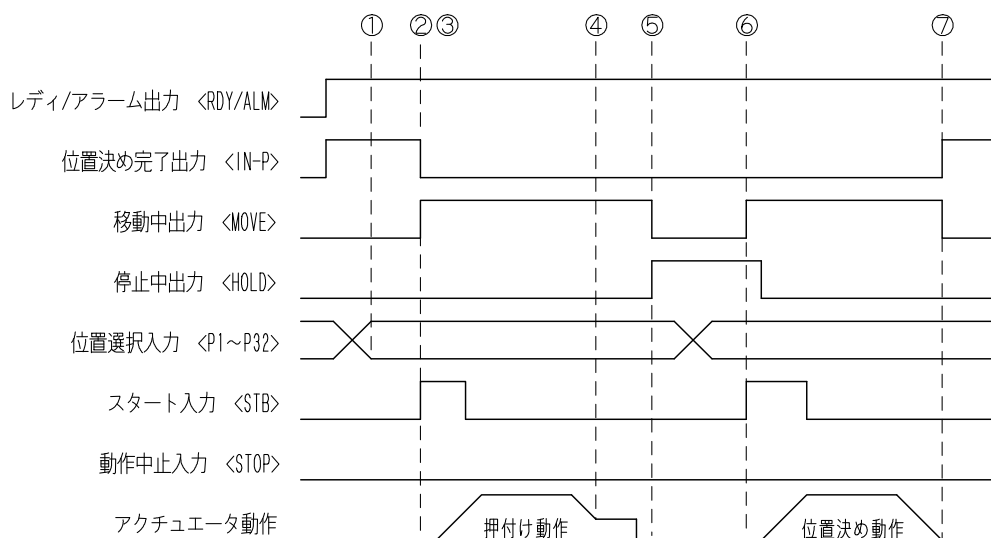 ① ②③ ④ ⑤ ⑥ ⑦
レディ/アラーム出力 <RDY/ALM>
位置決め完了出力 <IN-P>
移動中出力 <MOVE>
停止中出力 <HOLD>
位置選択入力 <P1～P32>
スタート入力 <STB>
動作中止入力 <STOP>
アクチュエータ動作 押付け動作 位置決め動作